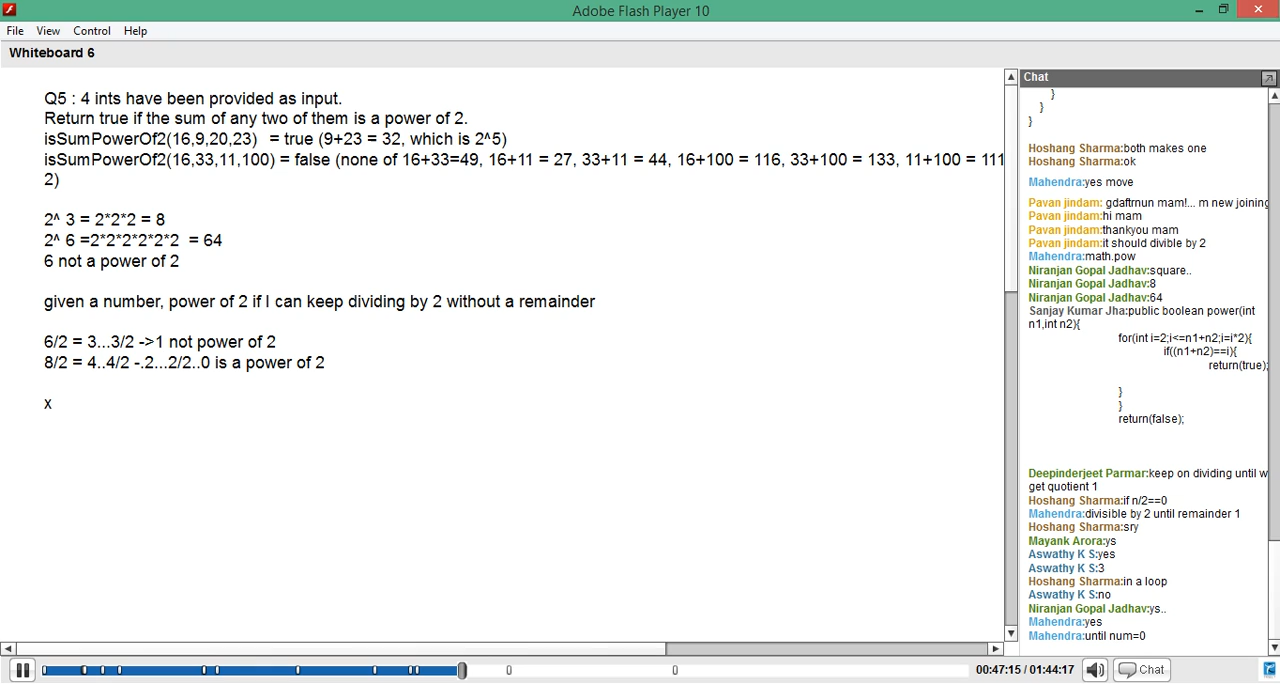 Adobe Flash Player 10
File View Control Help
Whiteboard 6
Q5 : 4 ints have been provided as input.
Return true if the sum of any two of them is a power of 2.
isSumPowerOf2(16,9,20,23) = true (9+23 = 32, which is 2^5)
isSumPowerOf2(16,33,11,100) = false (none of 16+33=49, 16+11 = 27, 33+11 = 44, 16+100 = 116, 33+100 = 133, 11+100 = 111
2)
2^ 3 = 2*2*2 = 8
2^ 6 =2*2*2*2*2*2 = 64
6 not a power of 2
given a number, power of 2 if I can keep dividing by 2 without a remainder
6/2 = 3...3/2 ->1 not power of 2
8/2 = 4..4/2 -.2...2/2..0 is a power of 2
x
Chat
}
}
}
Hoshang Sharma:both makes one
Hoshang Sharma:ok
Mahendra:yes move
Pavan jindam: gdaftrnun mam!... m new joining
Pavan jindam:hi mam
Pavan jindam:thankyou mam
Pavan jindam:it should divible by 2
Mahendra:math.pow
Niranjan Gopal Jadhav:square..
Niranjan Gopal Jadhav:8
Niranjan Gopal Jadhav:64
Sanjay Kumar Jha:public boolean power(int
n1,int n2){
for(int i=2;i<=n1+n2;i=i*2){
if((n1+n2)==i){
return(true);
}
}
return(false);
Deepinderjeet Parmar:keep on dividing until w
get quotient 1
Hoshang Sharma:if n/2==0
Mahendra:divisible by 2 until remainder 1
Hoshang Sharma:sry
Mayank Arora:ys
Aswathy K S:yes
Aswathy K S:3
Hoshang Sharma:in a loop
Aswathy K S:no
Niranjan Gopal Jadhav:ys..
Mahendra:yes
Mahendra:until num=0
00:47:15 / 01:44:17
Chat